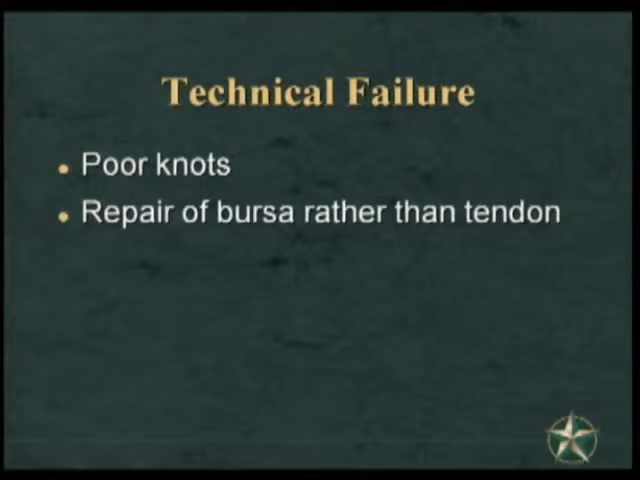 Technical Failure
Poor knots
Repair of bursa rather than tendon